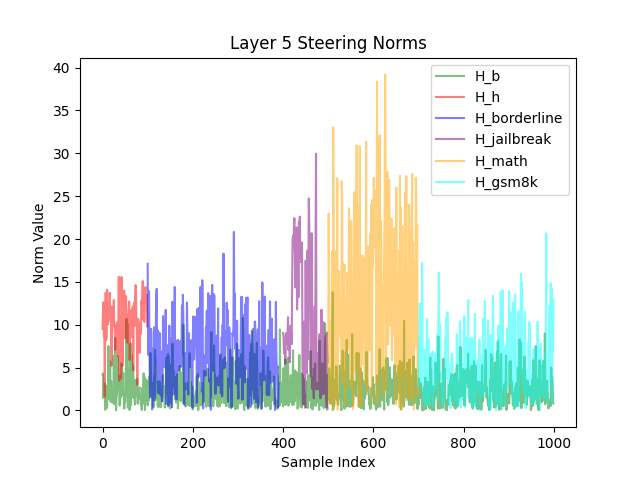 Layer 5 Steering Norms
40
35
30
25
20
15
10
5
0
Norm Value
H_b
H_h
H_borderline
H_jailbreak
H_math
H_gsm8k
0 200 400 600 800 1000
Sample Index